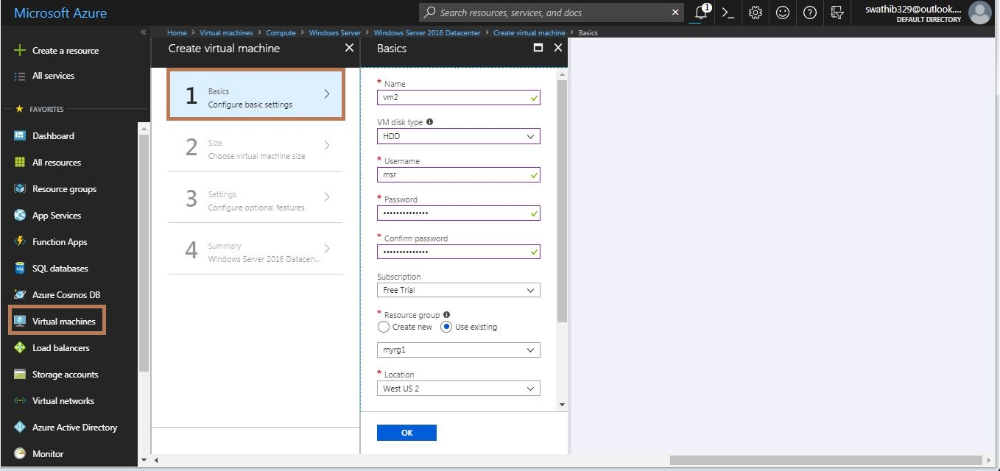 Microsoft Azure
Search resources, services, and docs
1
swathib329@outlook....
DEFAULT DIRECTORY
Home > Virtual machines > Compute > Windows Server > Windows Server 2016 Datacenter > Create virtual machine > Basics
Create a resource
All services
FAVORITES
Dashboard
All resources
Resource groups
App Services
Function Apps
SQL databases
Azure Cosmos DB
Virtual machines
Load balancers
Storage accounts
Virtual networks
Azure Active Directory
Monitor
Create virtual machine
1
Basics
Configure basic settings
2
Size
Choose virtual machine size
3
Settings
Configure optional features
4
Summary
Windows Server 2016 Datacen...
Basics
* Name
vm2
VM disk type
HDD
* Username
msr
* Password
••••••••••••••
* Confirm password
••••••••••••••
Subscription
Free Trial
* Resource group
Create new Use existing
myrg1
* Location
West US 2
OK